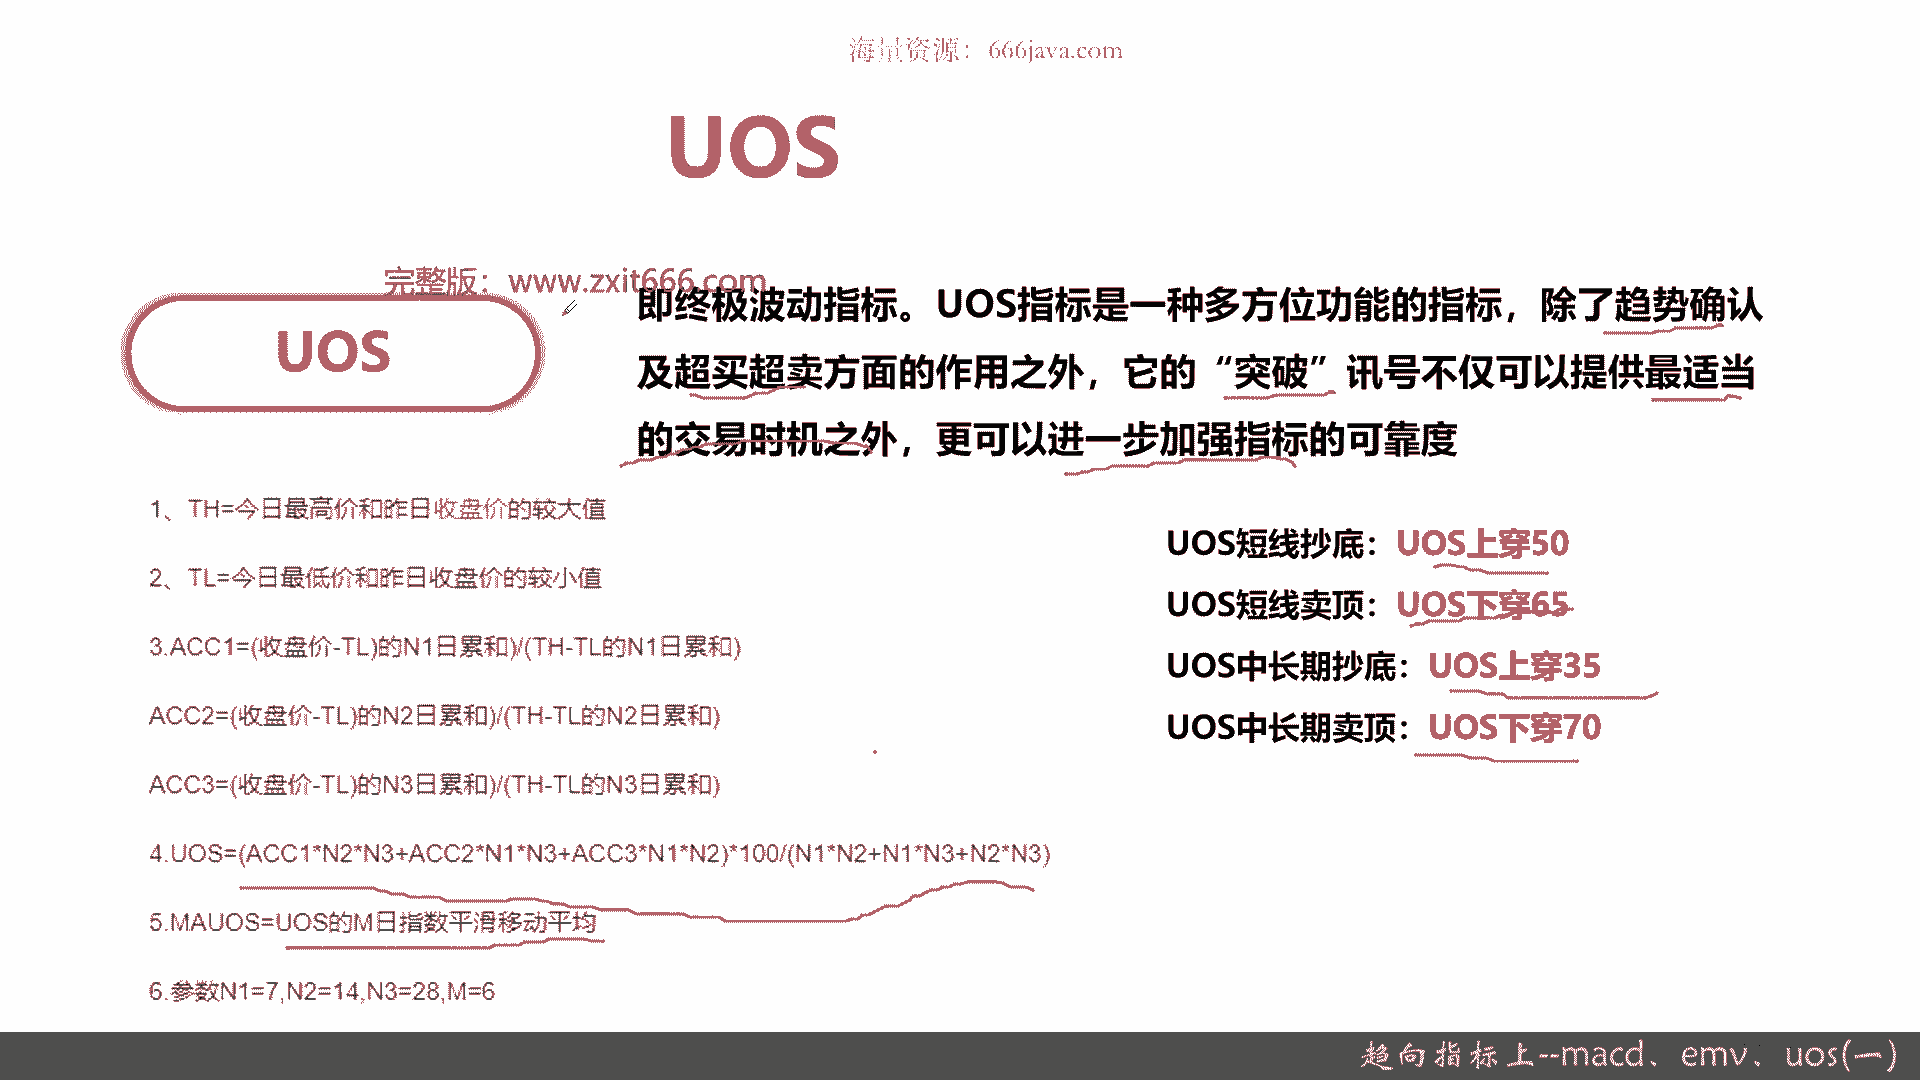 海量资源：666java.com
UOS
完整版：www.zxit666.com
UOS
即终极波动指标。UOS指标是一种多方位功能的指标，除了趋势确认
及超买超卖方面的作用之外，它的“突破”讯号不仅可以提供最适当
的交易时机之外，更可以进一步加强指标的可靠度
1、TH=今日最高价和昨日收盘价的较大值
2、TL=今日最低价和昨日收盘价的较小值
3.ACC1=(收盘价-TL)的N1日累和)/(TH-TL的N1日累和)
ACC2=(收盘价-TL)的N2日累和)/(TH-TL的N2日累和)
ACC3=(收盘价-TL)的N3日累和)/(TH-TL的N3日累和)
4.UOS=(ACC1*N2*N3+ACC2*N1*N3+ACC3*N1*N2)*100/(N1*N2+N1*N3+N2*N3)
5.MAUOS=UOS的M日指数平滑移动平均
6.参数N1=7,N2=14,N3=28,M=6
UOS短线抄底：UOS上穿50
UOS短线卖顶：UOS下穿65
UOS中长期抄底：UOS上穿35
UOS中长期卖顶：UOS下穿70
趋向指标上--macd、emv、uos(一)